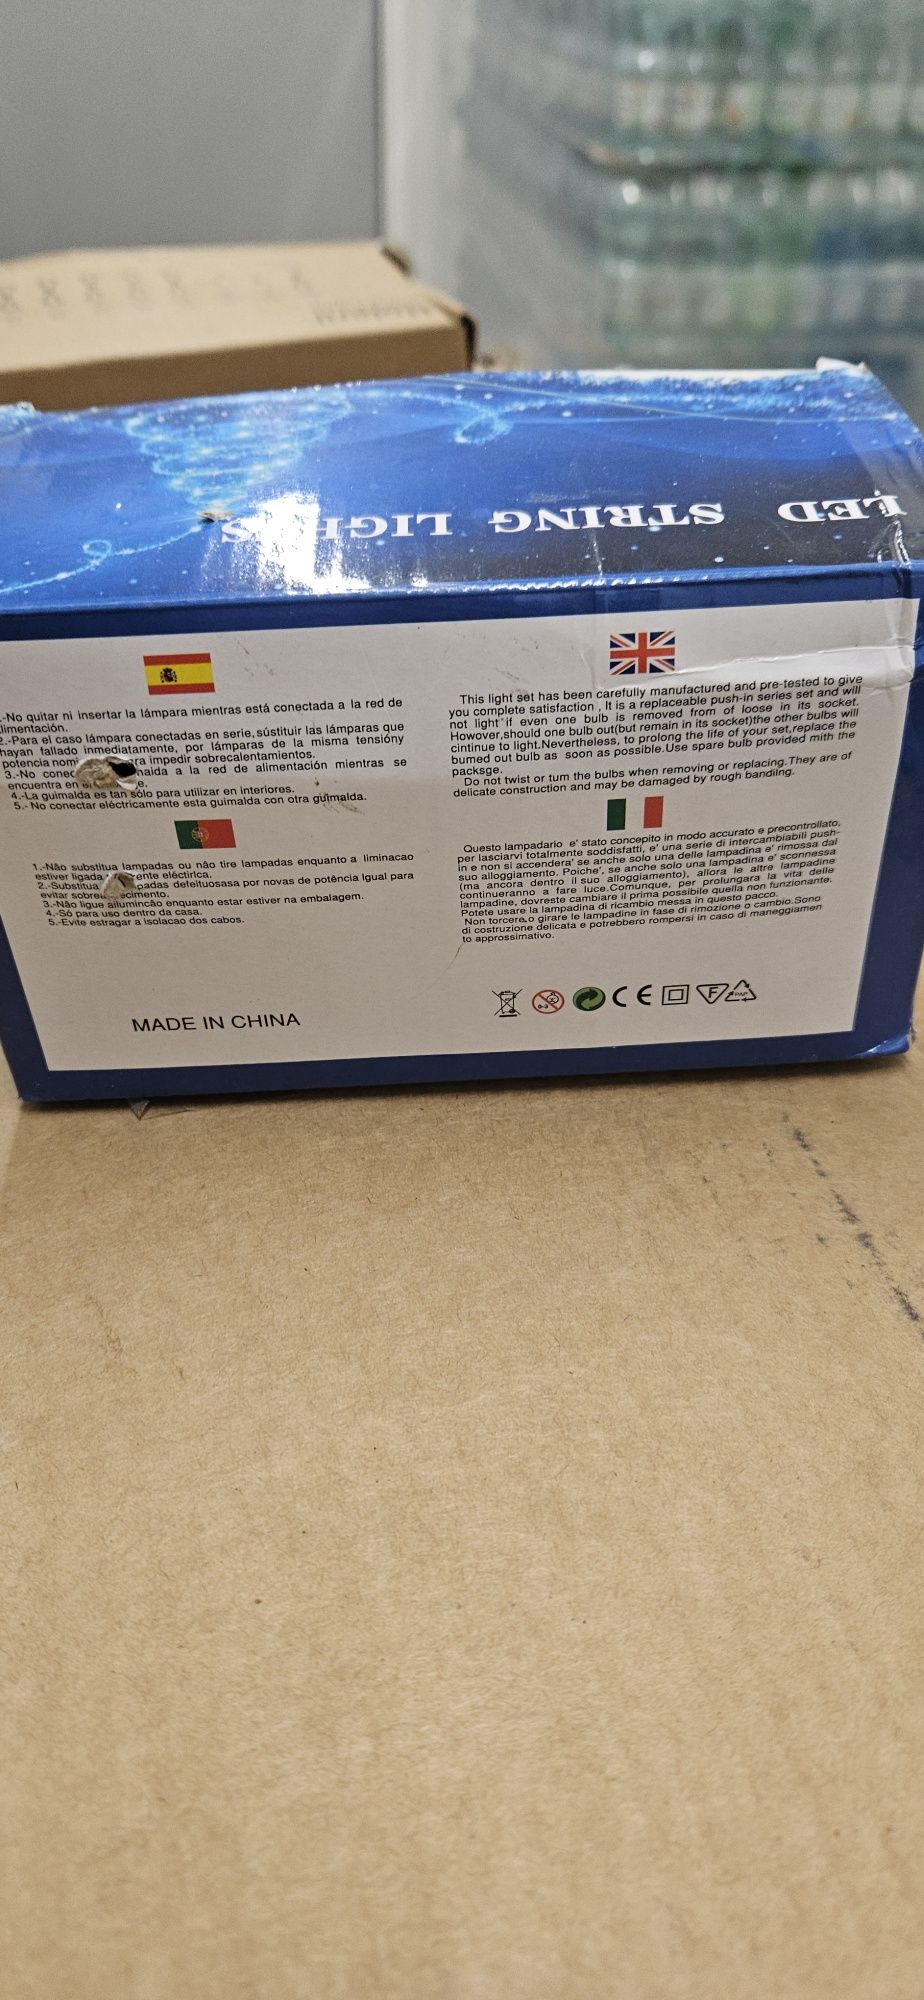 LED STRING LIGHTS
.-No quitar ni insertar la lámpara mientras está conectada a la red de
limentación.
2.-Para el caso lámpara conectadas en serie,sústituir las lámparas que
hayan fallado inmediatamente, por lámparas de la misma tensióny
potencia nom ra impedir sobrecalentamientos.
3.-No conec naida a la red de alimentación mientras se
encuentra en e.
4.-La guimalda es tan sólo para utilizar en interiores.
5.- No conectar eléctricamente esta guimalda con otra guimalda.
1.-Não substitua lampadas ou não tire lampadas enquanto a liminacao
estiver ligada ente eléctirica.
2.-Substitua padas defeituosasa por novas de potência Igual para
evitar sobre ecimento.
3.-Não ligue aiiumincão enquanto estar estiver na embalagem.
4.-Só para uso dentro da casa.
5.-Evite estragar a isolacao dos cabos.
MADE IN CHINA
This light set has been carefully manufactured and pre-tested to give
you complete satisfaction , It is a replaceable push-in series set and will
not light if even one bulb is removed from of loose in its socket.
However,should one bulb out(but remain in its socket)the other bulbs will
cintinue to light.Nevertheless, to prolong the life of your set,replace the
bumed out bulb as soon as possible.Use spare bulb provided mith the
packsge.
Do not twist or tum the bulbs when removing or replacing.They are of
delicate construction and may be damaged by rough bandiing.
Questo lampadario e' stato concepito in modo accurato e precontrollato,
per lasciarvi totalmente soddisfatti, e' una serie di intercambiabili push-
in e non si accendera' se anche solo una delle lampadina e' rimossa dal
suo alloggiamento. Poiche', se anche solo una lampadina e' sconnessa
(ma ancora dentro il suo alloggiamento), allora le altre lampadine
continueranno a fare luce.Comunque, per prolungara la vita delle
lampadine, dovreste cambiare il prima possibile quella non funzionante.
Potete usare la lampadina di ricambio messa in questo pacco.
Non torcere,o girare le lampadine in fase di rimozione o cambio.Sono
di costruzione delicata e potrebbero rompersi in caso di maneggiamen
to approssimativo.
0-3 CE F PAP